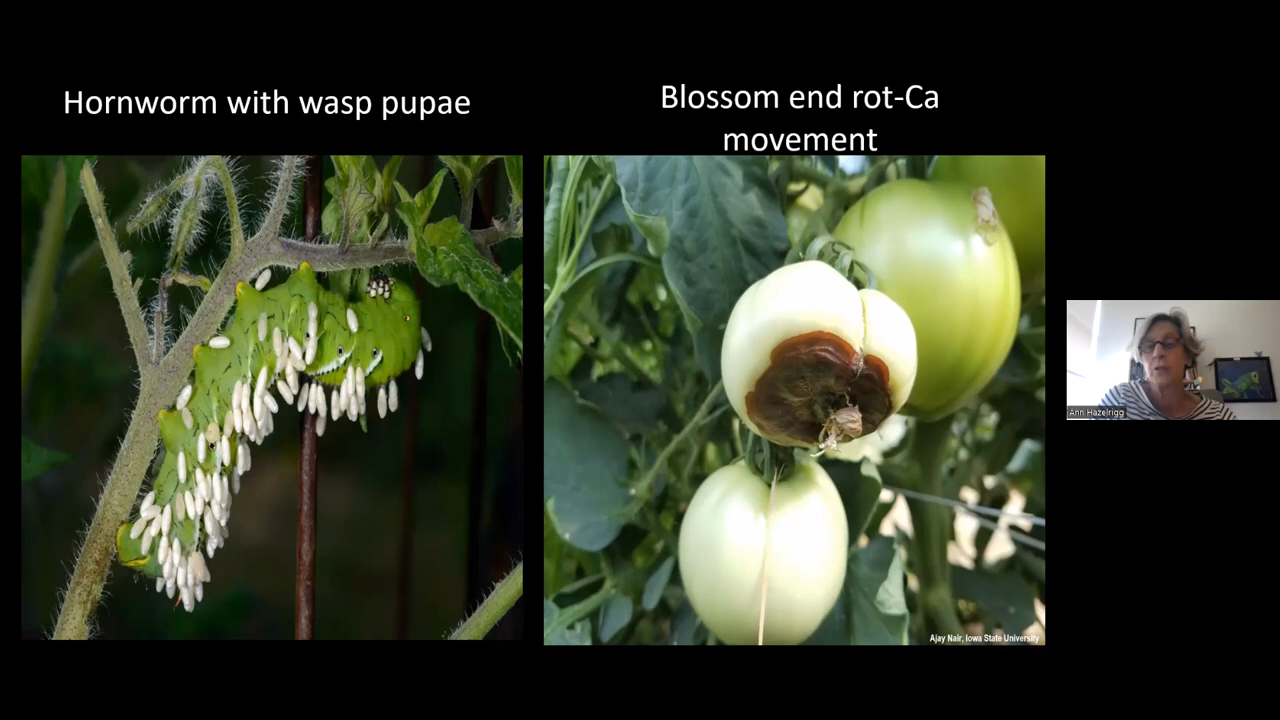 Hornworm with wasp pupae
Blossom end rot-Ca
movement
Ajay Nair, Iowa State University
Ann Hazelrigg